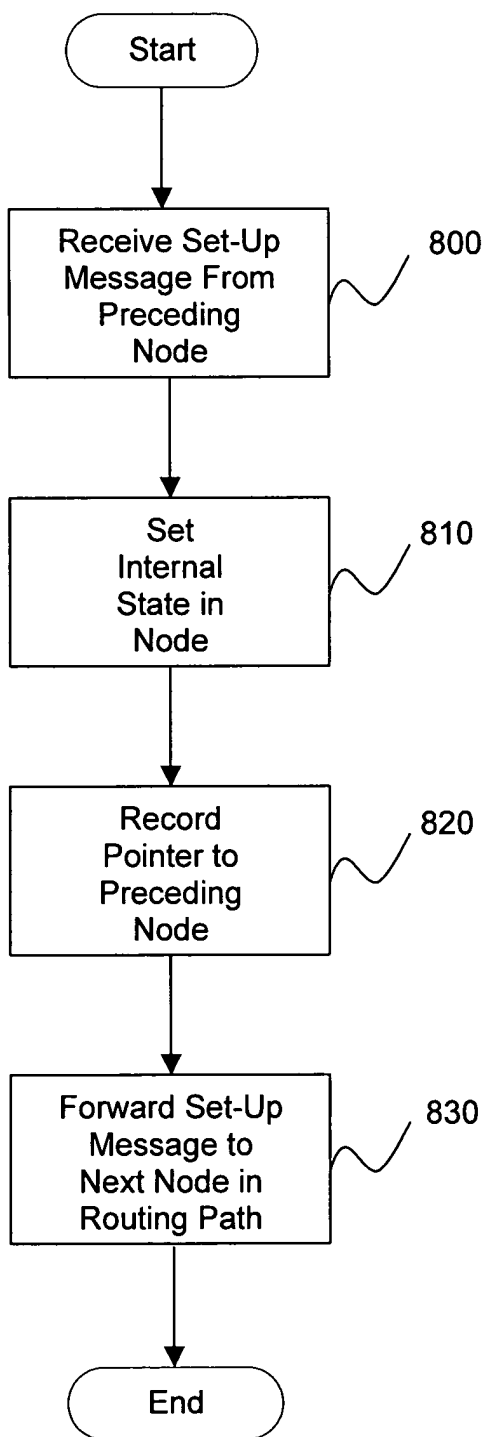 Start
Receive Set-Up
Message From
Preceding
Node
800
Set
Internal
State in
Node
810
Record
Pointer to
Preceding
Node
820
Forward Set-Up
Message to
Next Node in
Routing Path
830
End